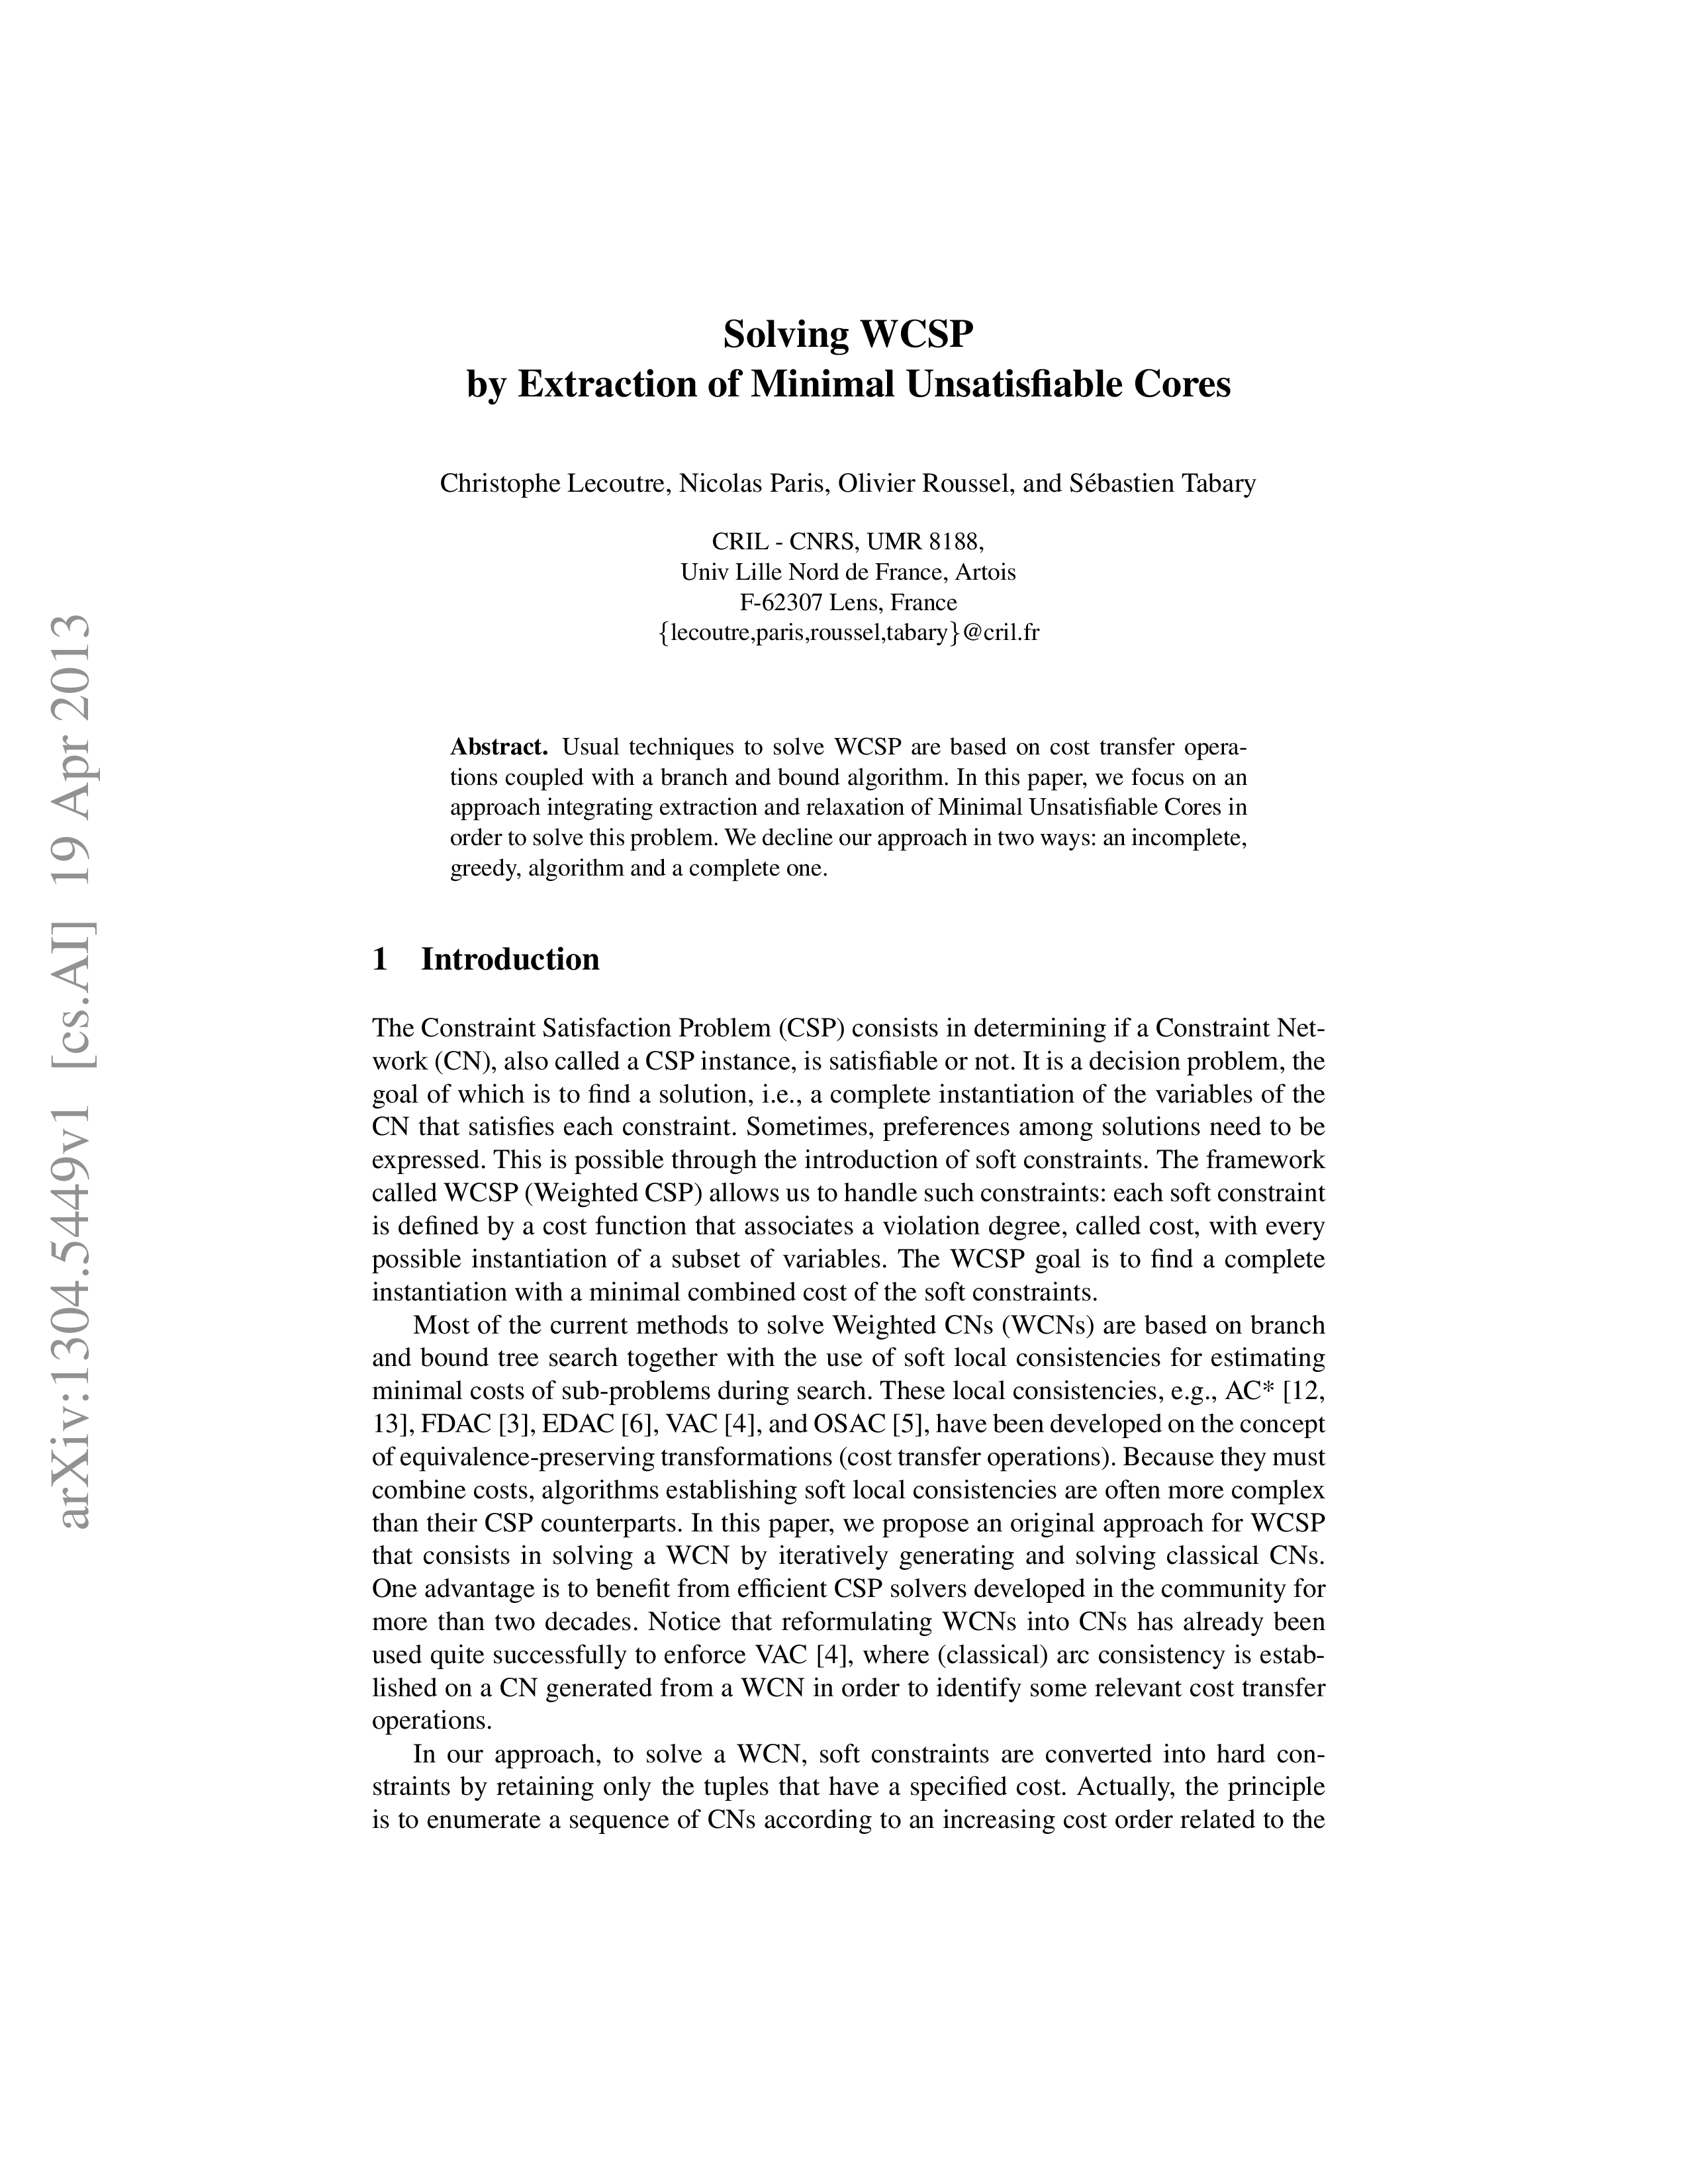 Solving WCSP
by Extraction of Minimal Unsatisfiable Cores
Christophe Lecoutre, Nicolas Paris, Olivier Roussel, and Sébastien Tabary
CRIL - CNRS, UMR 8188,
Univ Lille Nord de France, Artois
F-62307 Lens, France
{lecoutre,paris,roussel,tabary}@cril.fr
arXiv:1304.5449v1 [cs.AI] 19 Apr 2013
Abstract. Usual techniques to solve WCSP are based on cost transfer opera-
tions coupled with a branch and bound algorithm. In this paper, we focus on an
approach integrating extraction and relaxation of Minimal Unsatisfiable Cores in
order to solve this problem. We decline our approach in two ways: an incomplete,
greedy, algorithm and a complete one.
1 Introduction
The Constraint Satisfaction Problem (CSP) consists in determining if a Constraint Net-
work (CN), also called a CSP instance, is satisfiable or not. It is a decision problem, the
goal of which is to find a solution, i.e., a complete instantiation of the variables of the
CN that satisfies each constraint. Sometimes, preferences among solutions need to be
expressed. This is possible through the introduction of soft constraints. The framework
called WCSP (Weighted CSP) allows us to handle such constraints: each soft constraint
is defined by a cost function that associates a violation degree, called cost, with every
possible instantiation of a subset of variables. The WCSP goal is to find a complete
instantiation with a minimal combined cost of the soft constraints.
Most of the current methods to solve Weighted CNs (WCNs) are based on branch
and bound tree search together with the use of soft local consistencies for estimating
minimal costs of sub-problems during search. These local consistencies, e.g., AC* [12,
13], FDAC [3], EDAC [6], VAC [4], and OSAC [5], have been developed on the concept
of equivalence-preserving transformations (cost transfer operations). Because they must
combine costs, algorithms establishing soft local consistencies are often more complex
than their CSP counterparts. In this paper, we propose an original approach for WCSP
that consists in solving a WCN by iteratively generating and solving classical CNs.
One advantage is to benefit from efficient CSP solvers developed in the community for
more than two decades. Notice that reformulating WCNs into CNs has already been
used quite successfully to enforce VAC [4], where (classical) arc consistency is estab-
lished on a CN generated from a WCN in order to identify some relevant cost transfer
operations.
In our approach, to solve a WCN, soft constraints are converted into hard con-
straints by retaining only the tuples that have a specified cost. Actually, the principle
is to enumerate a sequence of CNs according to an increasing cost order related to the